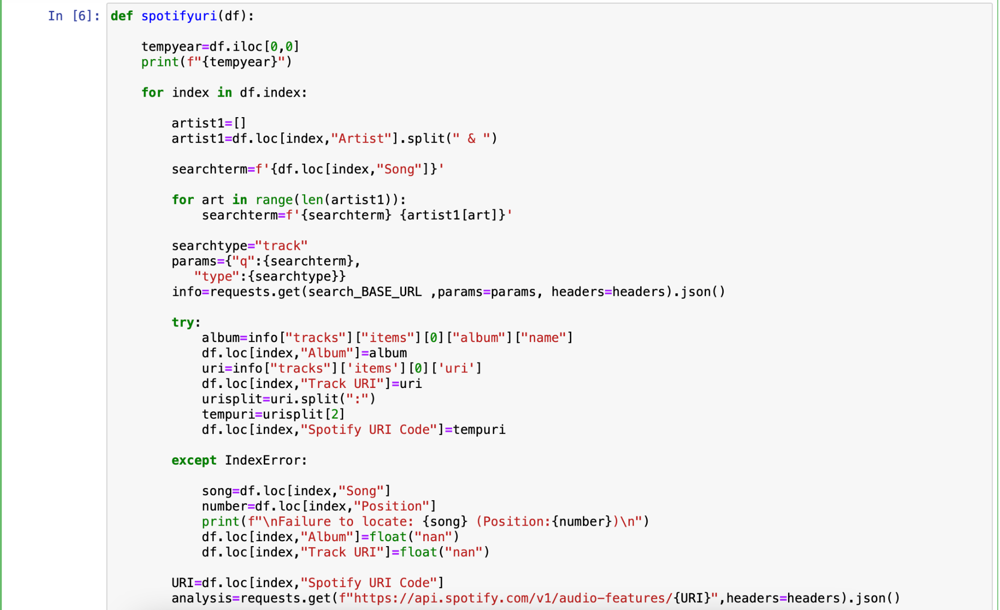 In [6]: def spotifyuri(df):
tempyear=df.iloc[0,0]
print(f"{tempyear}")
for index in df.index:
artist1=[]
artist1=df.loc[index,"Artist"].split(" & ")
searchterm=f'{df.loc[index,"Song"]}'
for art in range(len(artist1)):
searchterm=f'{searchterm} {artist1[art]}'
searchtype="track"
params={"q":{searchterm},
"type":{searchtype}}
info=requests.get(search_BASE_URL ,params=params, headers=headers).json()
try:
album=info["tracks"]["items"][0]["album"]["name"]
df.loc[index,"Album"]=album
uri=info["tracks"]['items'][0]['uri']
df.loc[index,"Track URI"]=uri
urisplit=uri.split(":")
tempuri=urisplit[2]
df.loc[index,"Spotify URI Code"]=tempuri
except IndexError:
song=df.loc[index,"Song"]
number=df.loc[index,"Position"]
print(f"\nFailure to locate: {song} (Position:{number})\n")
df.loc[index,"Album"]=float("nan")
df.loc[index,"Track URI"]=float("nan")
URI=df.loc[index,"Spotify URI Code"]
analysis=requests.get(f"https://api.spotify.com/v1/audio-features/{URI}",headers=headers).json()